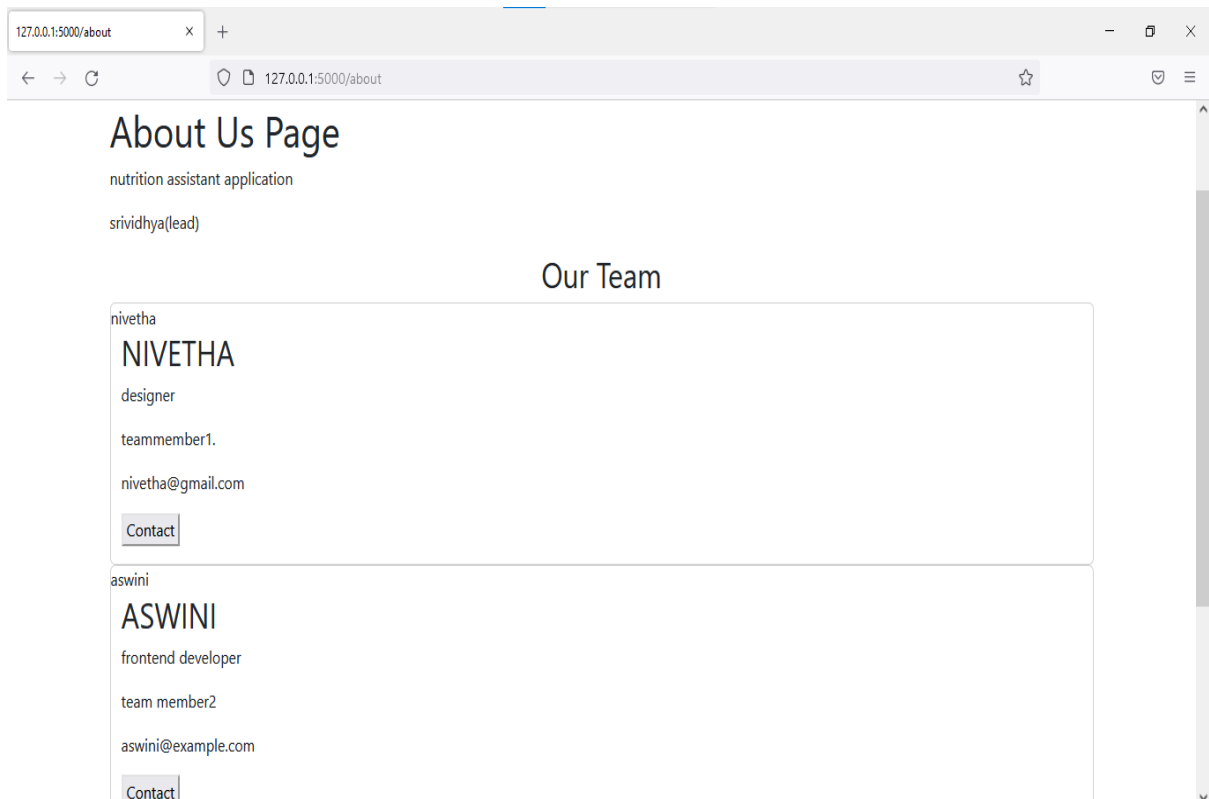 127.0.0.1:5000/about
127.0.0.1:5000/about
About Us Page
nutrition assistant application
srividhya(lead)
Our Team
nivetha
NIVETHA
designer
teammember1.
nivetha@gmail.com
Contact
aswini
ASWINI
frontend developer
team member2
aswini@example.com
Contact